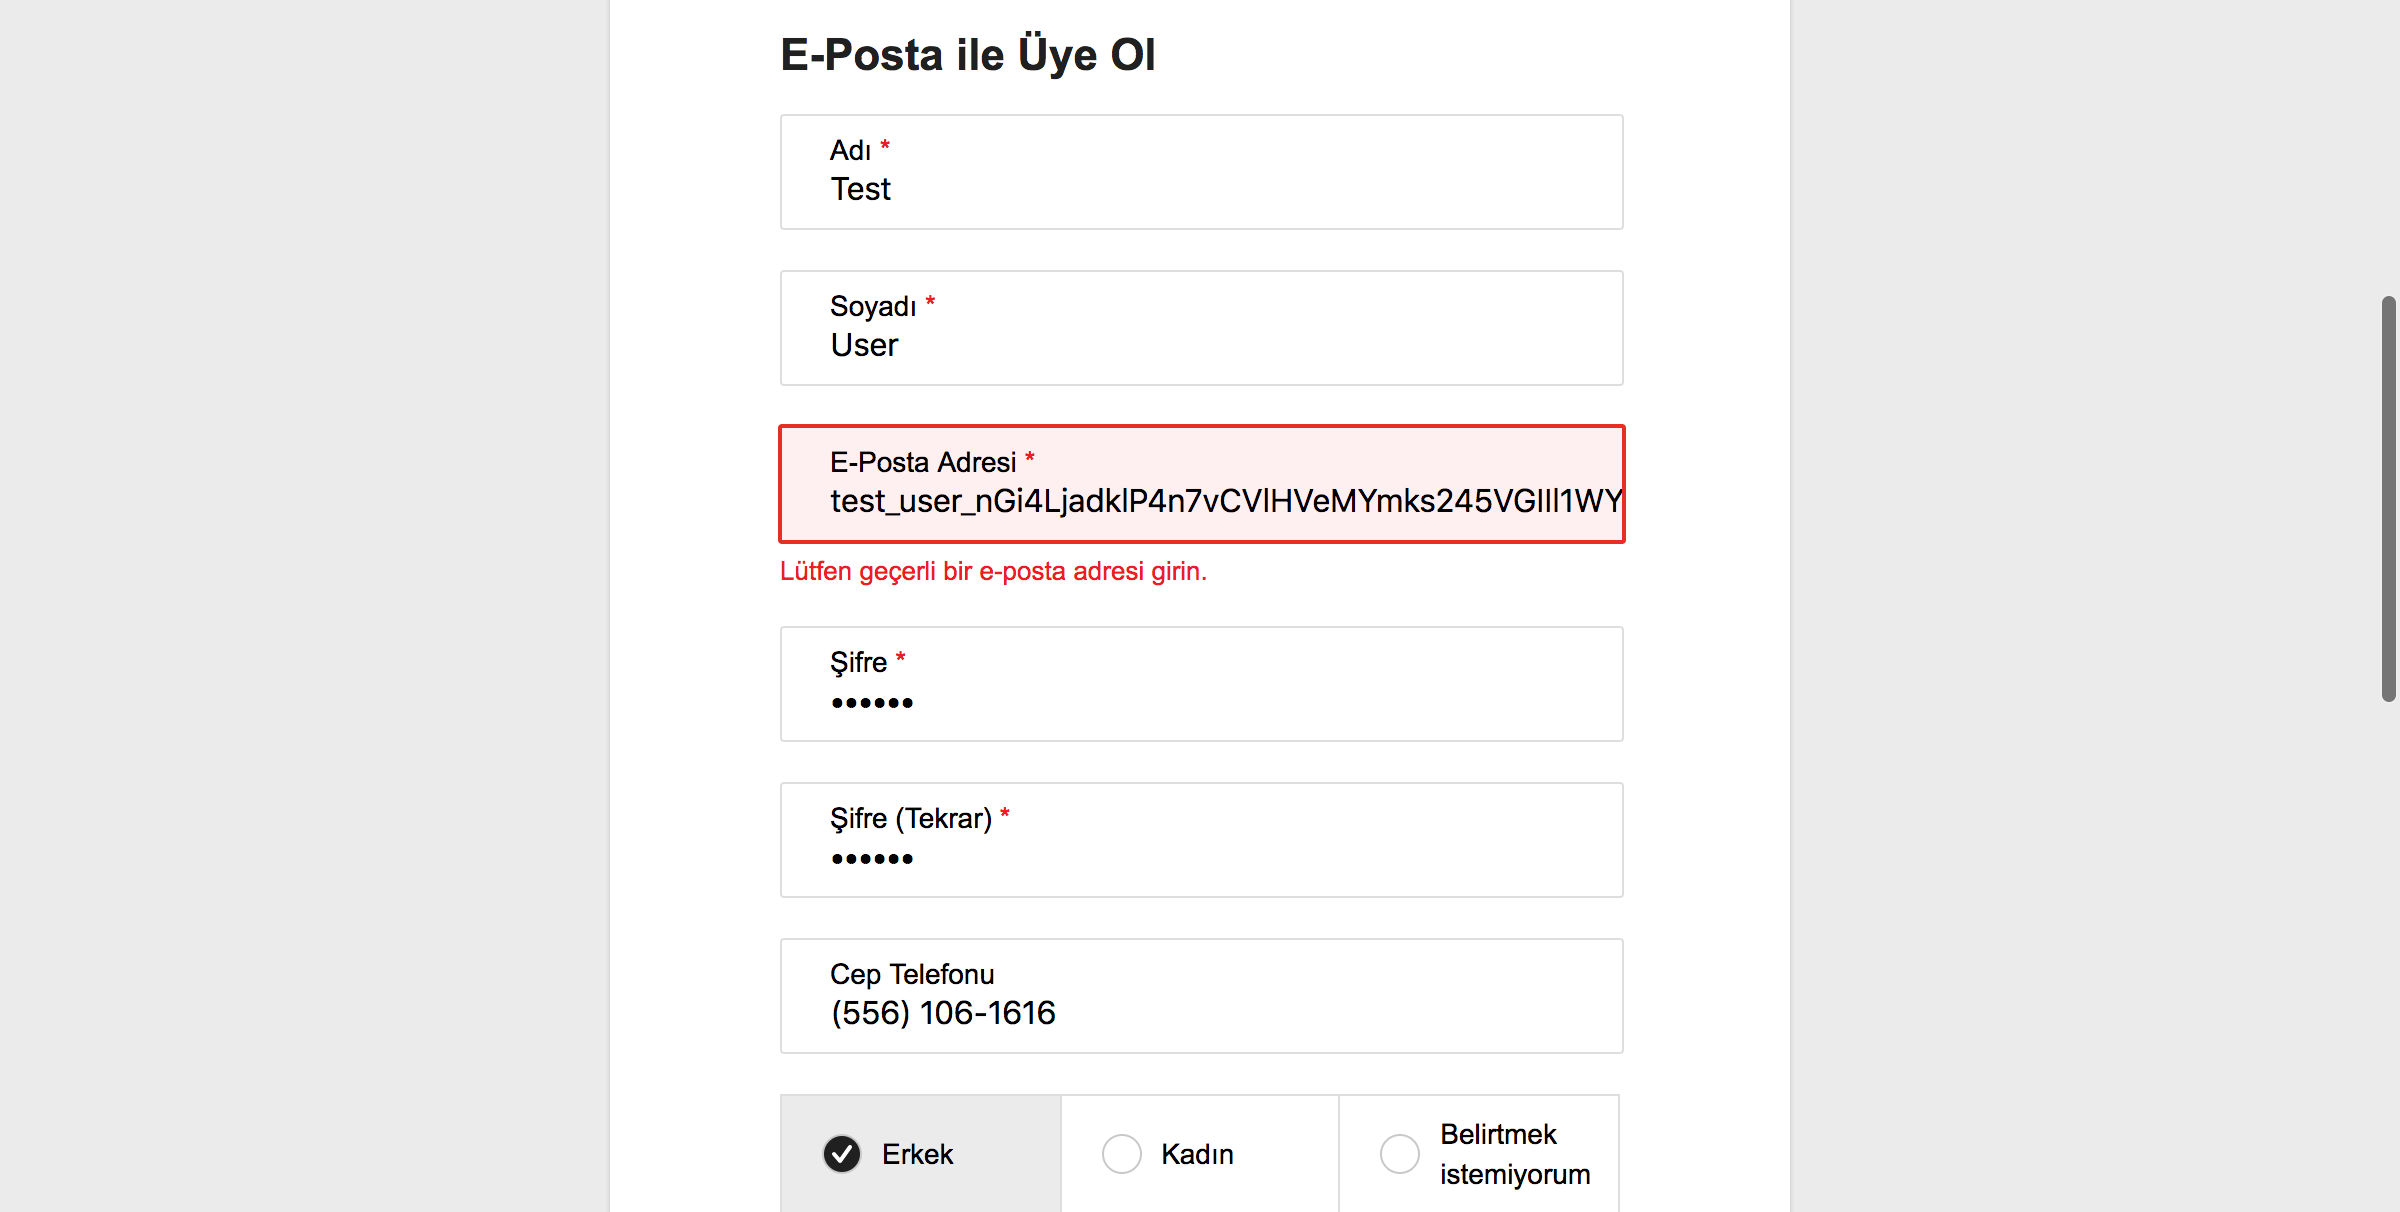 E-Posta ile Üye Ol
Adı *
Test
Soyadı *
User
E-Posta Adresi *
test_user_nGi4LjadklP4n7vCVlHVeMYmks245VGlIl1WY
Lütfen geçerli bir e-posta adresi girin.
Şifre *
••••••
Şifre (Tekrar) *
••••••
Cep Telefonu
(556) 106-1616
Erkek
Kadın
Belirtmek
istemiyorum